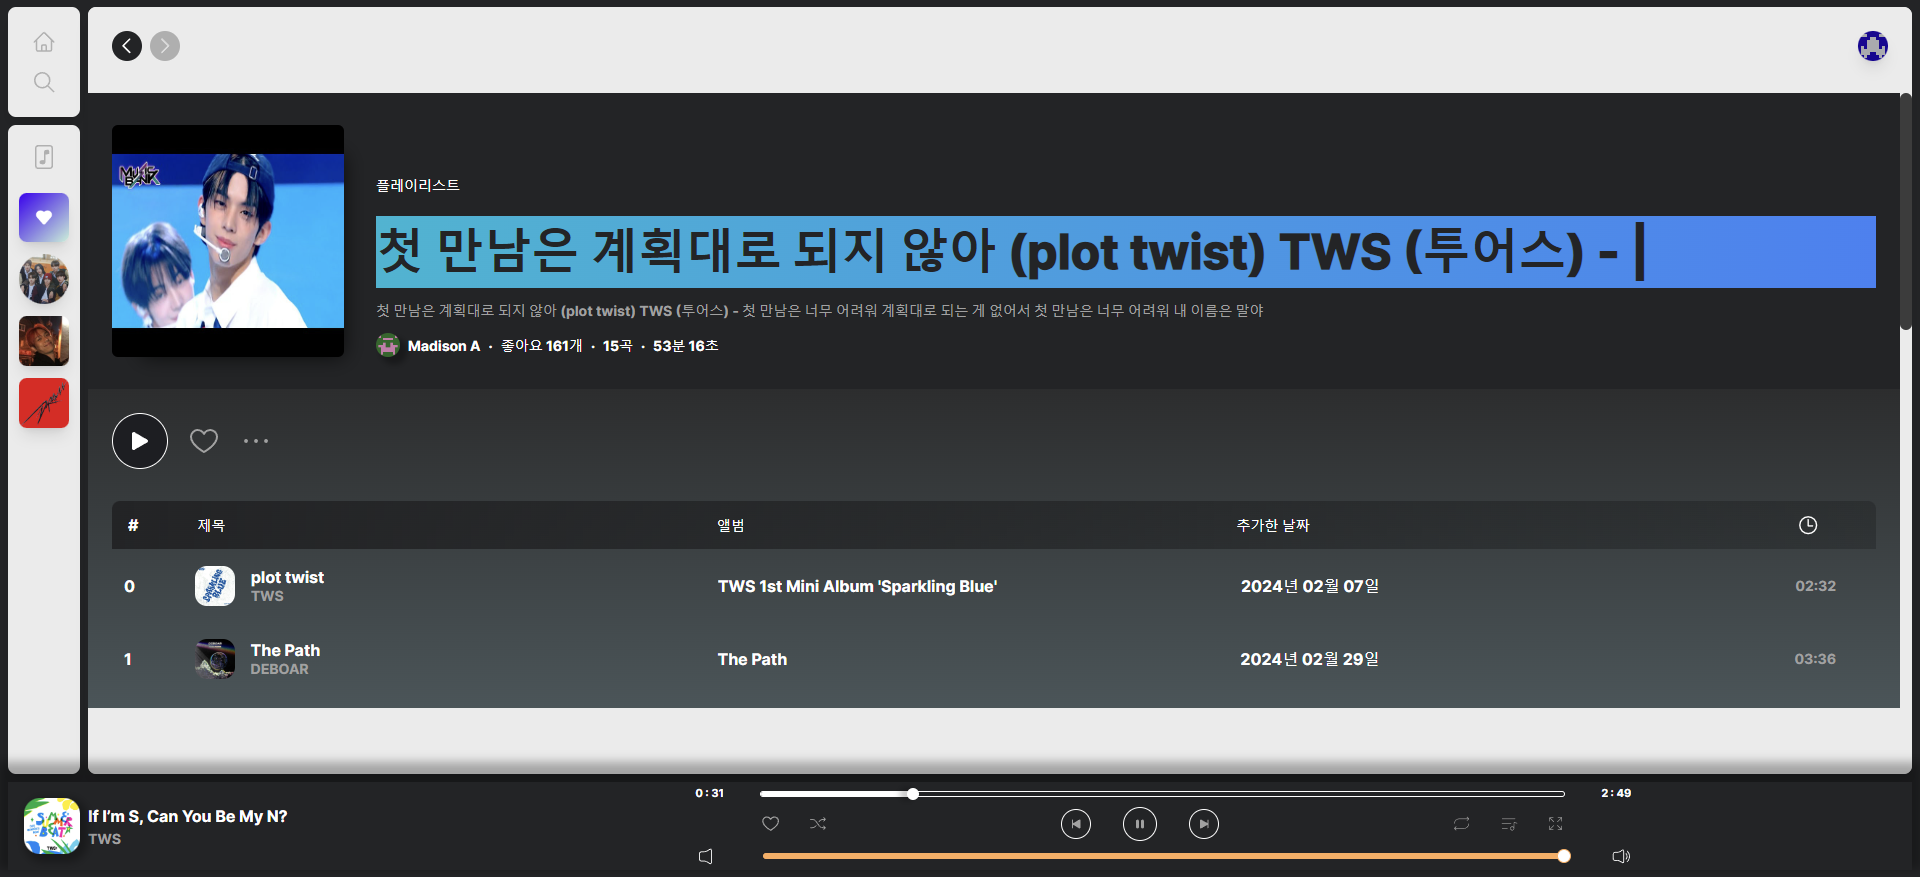 MUSIC BANK
플레이리스트
첫 만남은 계획대로 되지 않아 (plot twist) TWS (투어스) - |
첫 만남은 계획대로 되지 않아 (plot twist) TWS (투어스) - 첫 만남은 너무 어려워 계획대로 되는 게 없어서 첫 만남은 너무 어려워 내 이름은 말야
Madison A • 좋아요 161개 • 15곡 • 53분 16초
# 제목 앨범 추가한 날짜
0 plot twist TWS 1st Mini Album 'Sparkling Blue' 2024년 02월 07일 02:32
TWS
1 The Path The Path 2024년 02월 29일 03:36
DEBOAR
SPARKLING BLUE
0:31 2:49
If I'm S, Can You Be My N?
TWS
SUMMER BEAT!